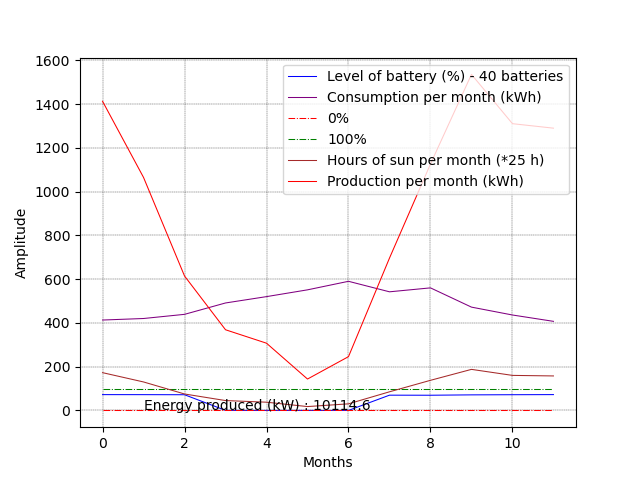 1600
1400
1200
1000
800
600
400
200
0
Amplitude
Level of battery (%) - 40 batteries
Consumption per month (kWh)
0%
100%
Hours of sun per month (*25 h)
Production per month (kWh)
Energy produced (kW) : 10114.6
0 2 4 6 8 10
Months